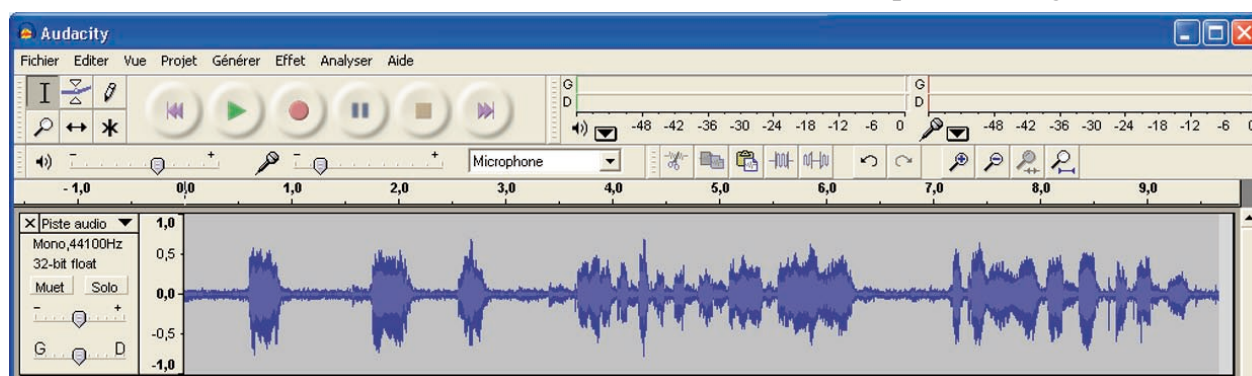 Audacity
Fichier Editer Vue Projet Générer Effet Analyser Aide
G
D
-48 -42 -36 -30 -24 -18 -12 -6 0
G
D
-48 -42 -36 -30 -24 -18 -12 -6
- +
- +
Microphone
- 1,0 0,0 1,0 2,0 3,0 4,0 5,0 6,0 7,0 8,0 9,0
X Piste audio
Mono,44100Hz
32-bit float
Muet Solo
- +
G D
1,0
0,5
0,0
-0,5
-1,0